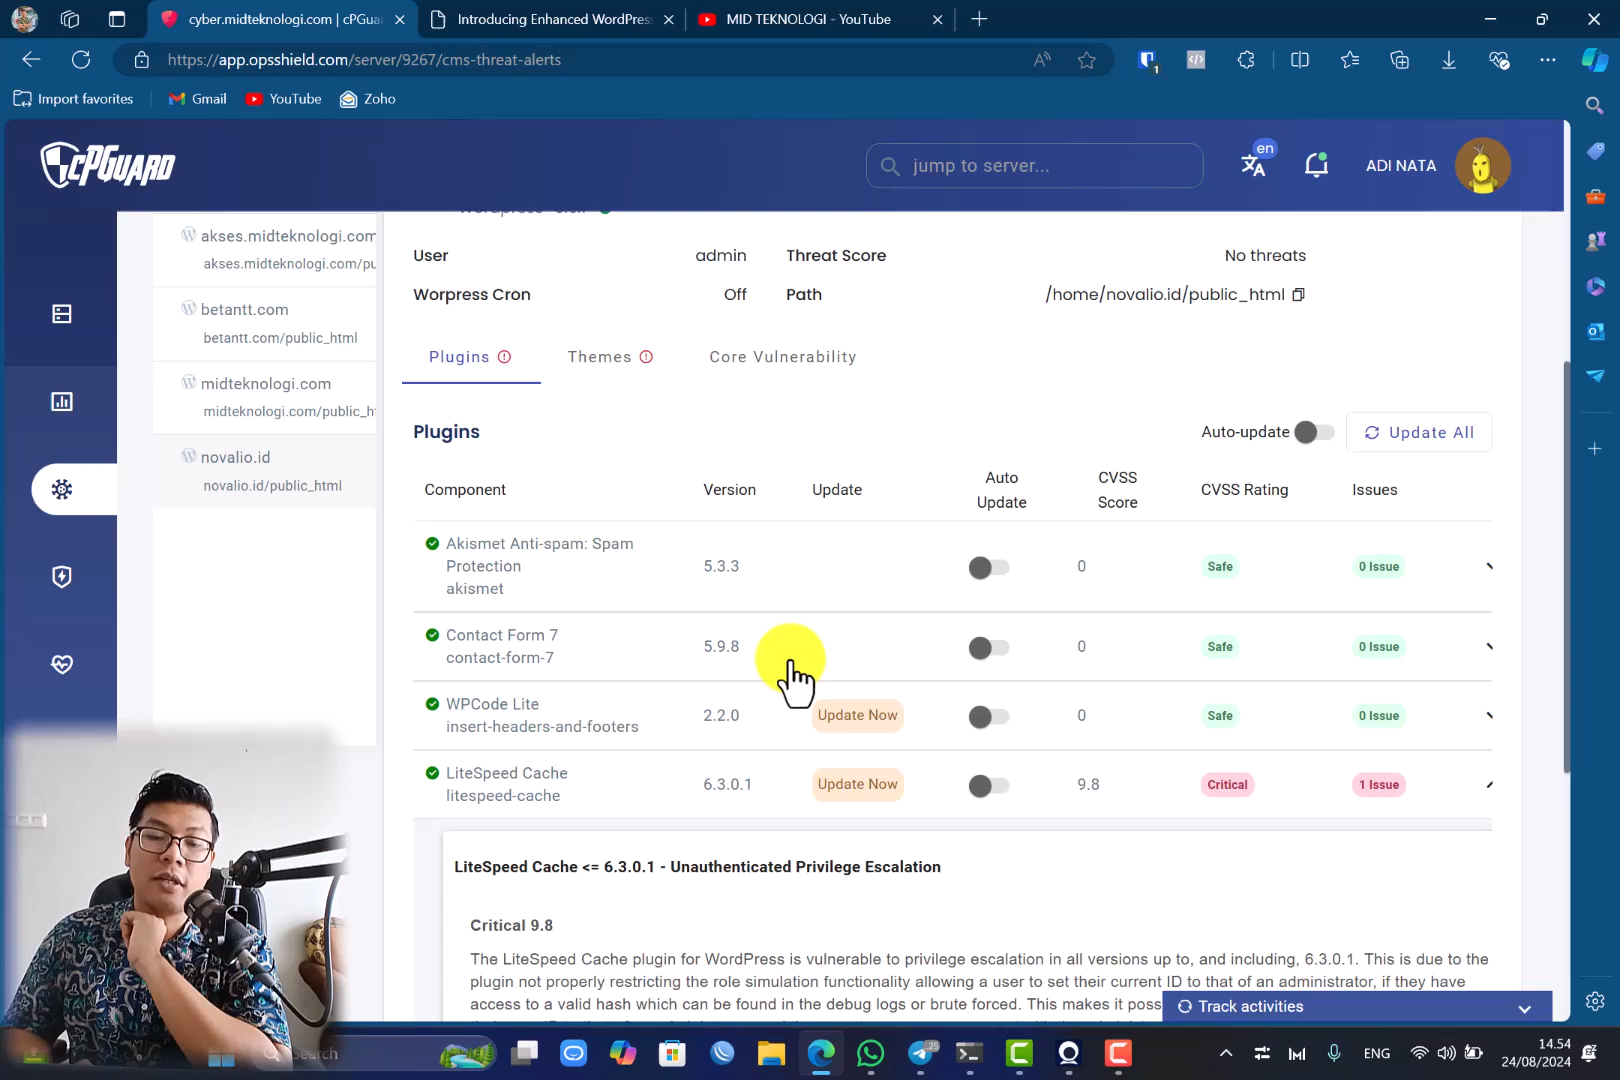 cyber.midteknologi.com | cPGua
Introducing Enhanced WordPress
MID TEKNOLOGI - YouTube
https://app.opsshield.com/server/9267/cms-threat-alerts
1
Import favorites
Gmail
YouTube
Zoho
cPGuard
jump to server...
en
ADI NATA
akses.midteknologi.com
akses.midteknologi.com/pu
betantt.com
betantt.com/public_html
midteknologi.com
midteknologi.com/public_h
novalio.id
novalio.id/public_html
User
admin
Threat Score
No threats
Worpress Cron
Off
Path
/home/novalio.id/public_html
Plugins
Themes
Core Vulnerability
Plugins
Auto-update
Update All
Component
Version
Update
Auto Update
CVSS Score
CVSS Rating
Issues
Akismet Anti-spam: Spam
Protection
akismet
5.3.3
0
Safe
0 Issue
Contact Form 7
contact-form-7
5.9.8
0
Safe
0 Issue
WPCode Lite
insert-headers-and-footers
2.2.0
Update Now
0
Safe
0 Issue
LiteSpeed Cache
litespeed-cache
6.3.0.1
Update Now
9.8
Critical
1 Issue
LiteSpeed Cache <= 6.3.0.1 - Unauthenticated Privilege Escalation
Critical 9.8
The LiteSpeed Cache plugin for WordPress is vulnerable to privilege escalation in all versions up to, and including, 6.3.0.1. This is due to the
plugin not properly restricting the role simulation functionality allowing a user to set their current ID to that of an administrator, if they have
access to a valid hash which can be found in the debug logs or brute forced. This makes it poss
Track activities
Search
25
ENG
14.54
24/08/2024